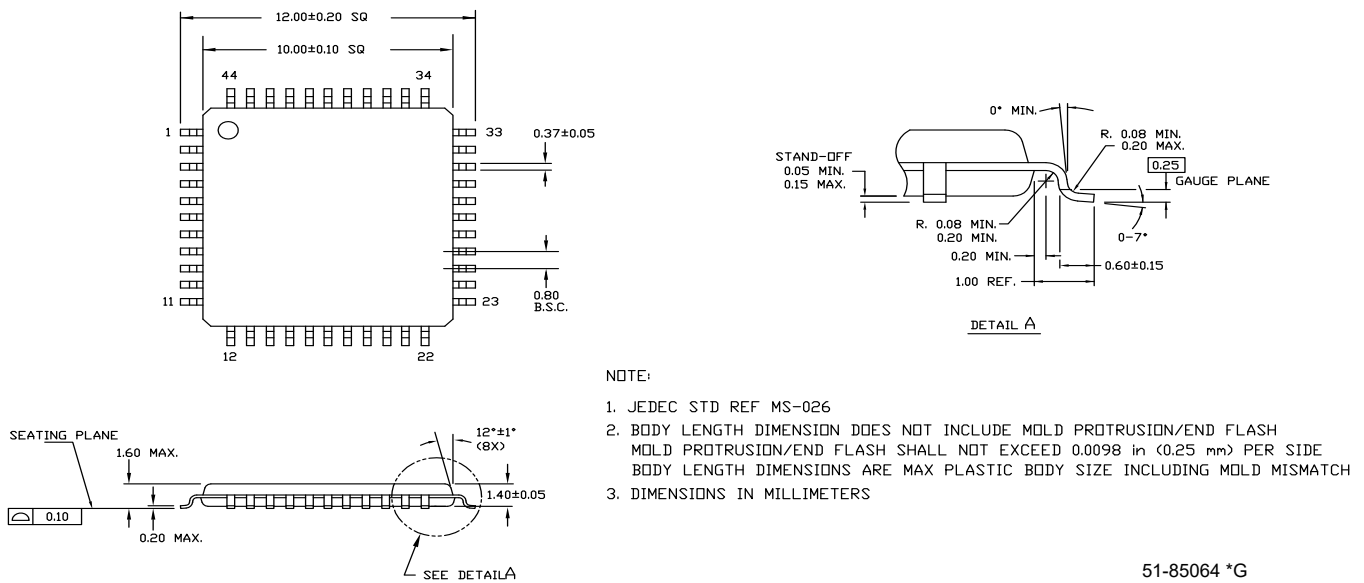 12.00±0.20 SQ
10.00±0.10 SQ
44
34
1
33
0.37±0.05
11
23
0.80
B.S.C.
12
22
0° MIN.
R. 0.08 MIN.
0.20 MAX.
STAND-OFF
0.05 MIN.
0.15 MAX.
0.25
GAUGE PLANE
R. 0.08 MIN.
0.20 MIN.
0-7°
0.20 MIN.
0.60±0.15
1.00 REF.
DETAIL A
NOTE:
1. JEDEC STD REF MS-026
2. BODY LENGTH DIMENSION DOES NOT INCLUDE MOLD PROTRUSION/END FLASH
MOLD PROTRUSION/END FLASH SHALL NOT EXCEED 0.0098 in (0.25 mm) PER SIDE
BODY LENGTH DIMENSIONS ARE MAX PLASTIC BODY SIZE INCLUDING MOLD MISMATCH
3. DIMENSIONS IN MILLIMETERS
SEATING PLANE
1.60 MAX.
12°±1°
(8X)
1.40±0.05
0.10
0.20 MAX.
SEE DETAILA
51-85064 *G